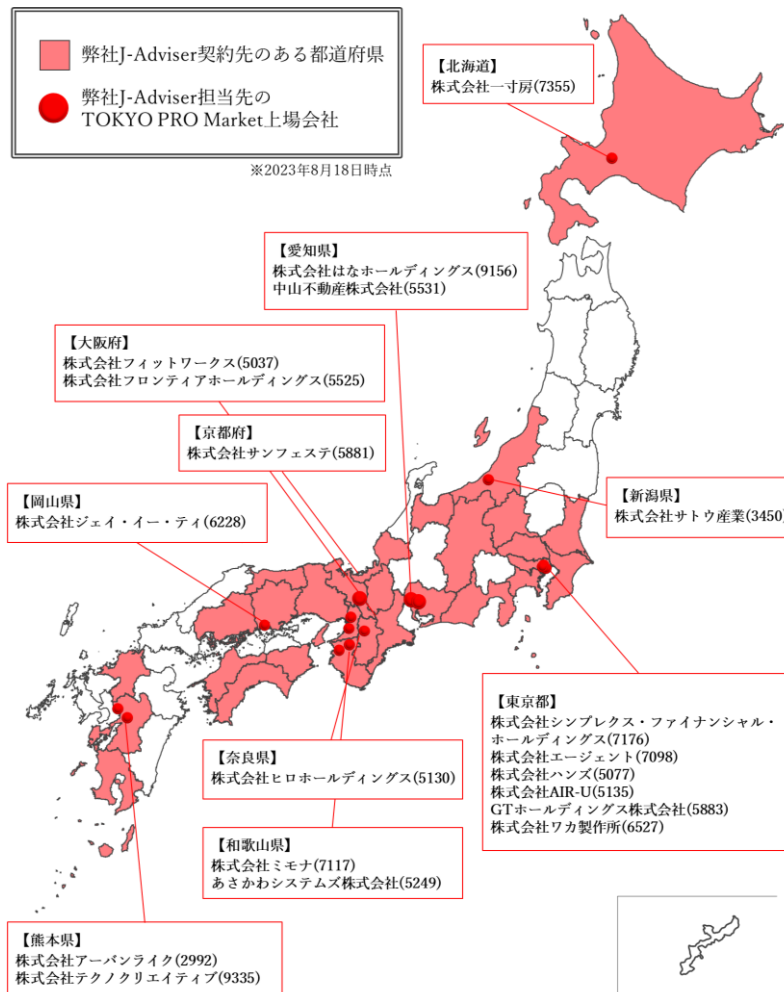 弊社J-Adviser契約先のある都道府県
弊社J-Adviser担当先の
TOKYO PRO Market上場会社
※2023年8月18日時点
【北海道】
株式会社一寸房(7355)
【愛知県】
株式会社はなホールディングス(9156)
中山不動産株式会社(5531)
【大阪府】
株式会社フィットワークス(5037)
株式会社フロンティアホールディングス(5525)
【京都府】
株式会社サンフェステ(5881)
【岡山県】
株式会社ジェイ・イー・ティ(6228)
【新潟県】
株式会社サトウ産業(3450)
【東京都】
株式会社シンプレクス・ファイナンシャル・
ホールディングス(7176)
株式会社エージェント(7098)
株式会社ハンズ(5077)
株式会社AIR-U(5135)
GTホールディングス株式会社(5883)
株式会社ワカ製作所(6527)
【奈良県】
株式会社ヒロホールディングス(5130)
【和歌山県】
株式会社ミモナ(7117)
あさかわシステムズ株式会社(5249)
【熊本県】
株式会社アーバンライク(2992)
株式会社テクノクリエイティブ(9335)